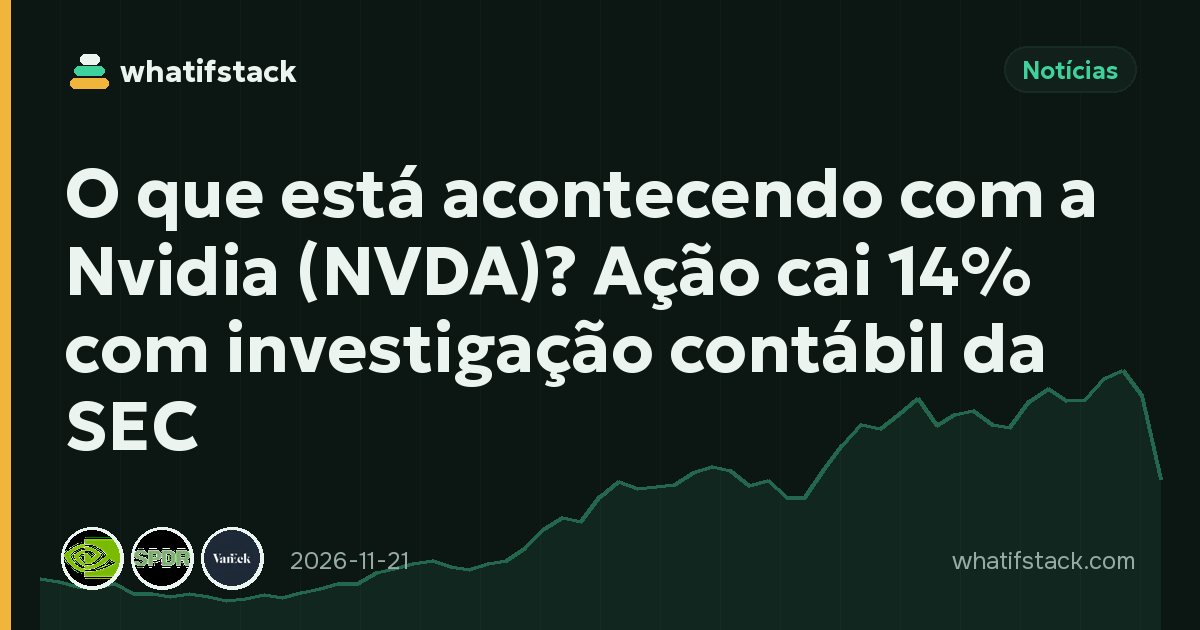 whatifstack
Notícias
O que está acontecendo com a
Nvidia (NVDA)? Ação cai 14%
com investigação contábil da
SEC
SPDR
VanEck
2026-11-21
whatifstack.com